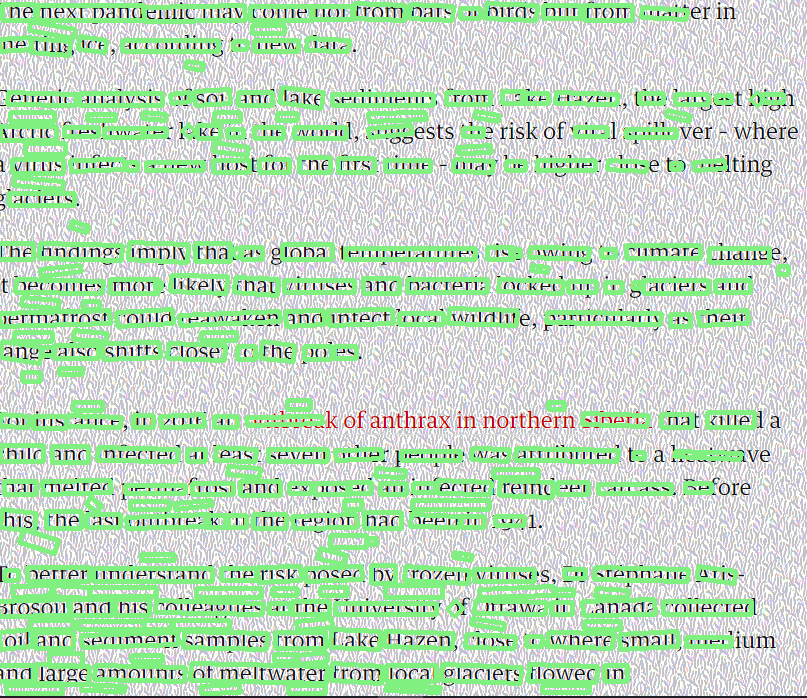 The next pandemic may come not from bats or birds but from matter in
melting ice, according to new data.
Genetic analysis of soil and lake sediments from Lake Hazen, the largest high
Arctic freshwater lake in the world, suggests the risk of viral spillover - where
a virus infects a new host for the first time - may be higher close to melting
glaciers.
The findings imply that as global temperatures rise owing to climate change,
it becomes more likely that viruses and bacteria locked up in glaciers and
permafrost could reawaken and infect local wildlife, particularly as their
range also shifts closer to the poles.
For instance, in 2016 an outbreak of anthrax in northern Siberia that killed a
child and infected at least seven other people was attributed to a heatwave
that melted permafrost and exposed an infected reindeer carcass. Before
this, the last outbreak in the region had been in 1941.
To better understand the risk posed by frozen viruses, Dr Stéphane Aris-
Brosou and his colleagues at the University of Ottawa in Canada collected
soil and sediment samples from Lake Hazen, close to where small, medium
and large amounts of meltwater from local glaciers flowed in.